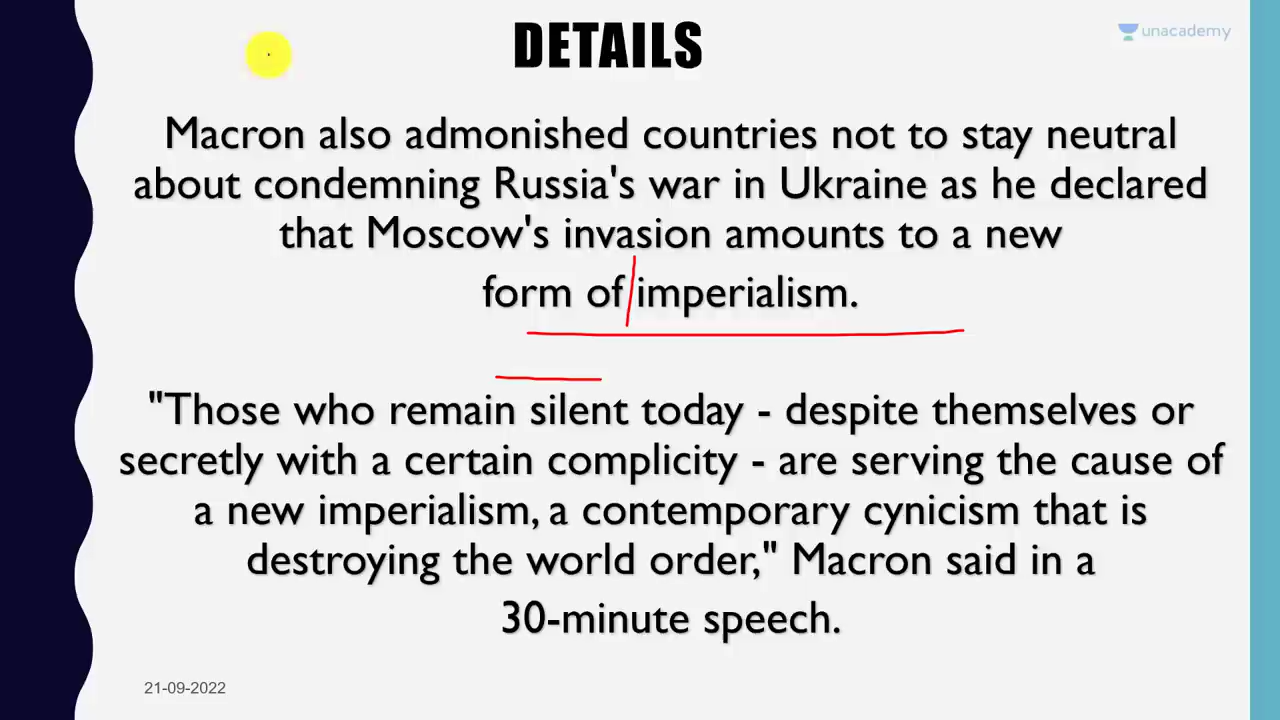 DETAILS
unacademy
Macron also admonished countries not to stay neutral
about condemning Russia's war in Ukraine as he declared
that Moscow's invasion amounts to a new
form of imperialism.
"Those who remain silent today - despite themselves or
secretly with a certain complicity - are serving the cause of
a new imperialism, a contemporary cynicism that is
destroying the world order," Macron said in a
30-minute speech.
21-09-2022